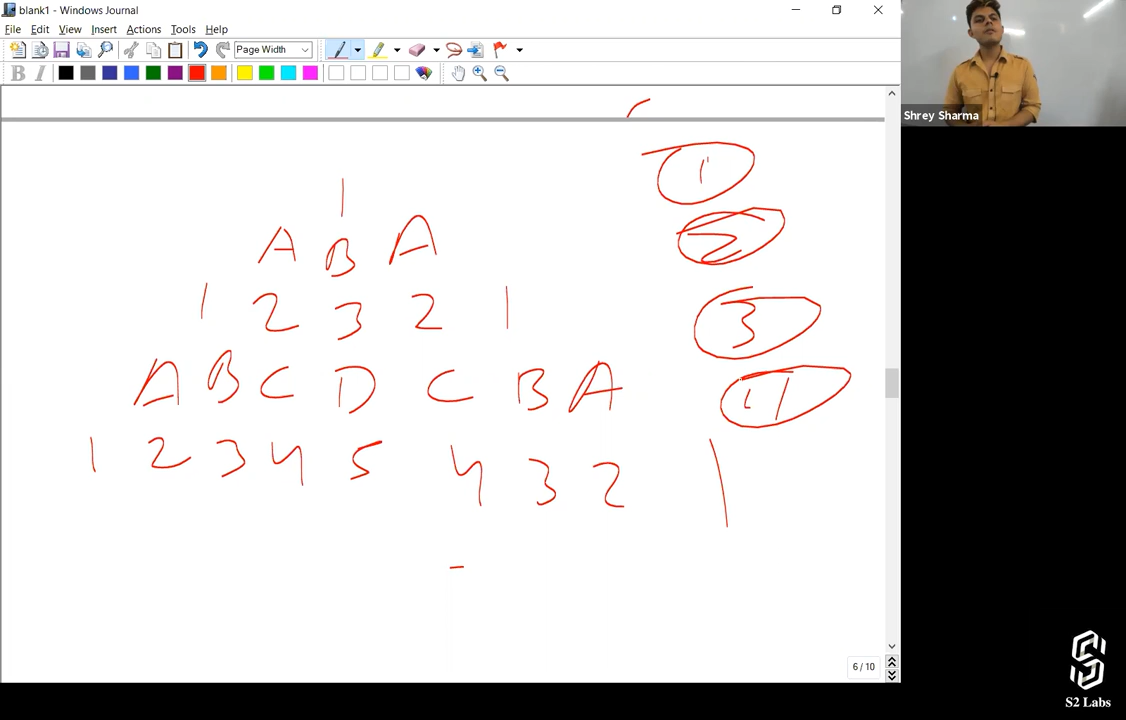 blank1 - Windows Journal
File Edit View Insert Actions Tools Help
Page Width
B I
Shrey Sharma
1
1
A B A
2
1 2 3 2 1
3
A B C D C B A
4
1 2 3 4 5 4 3 2 1
6 / 10
S2 Labs